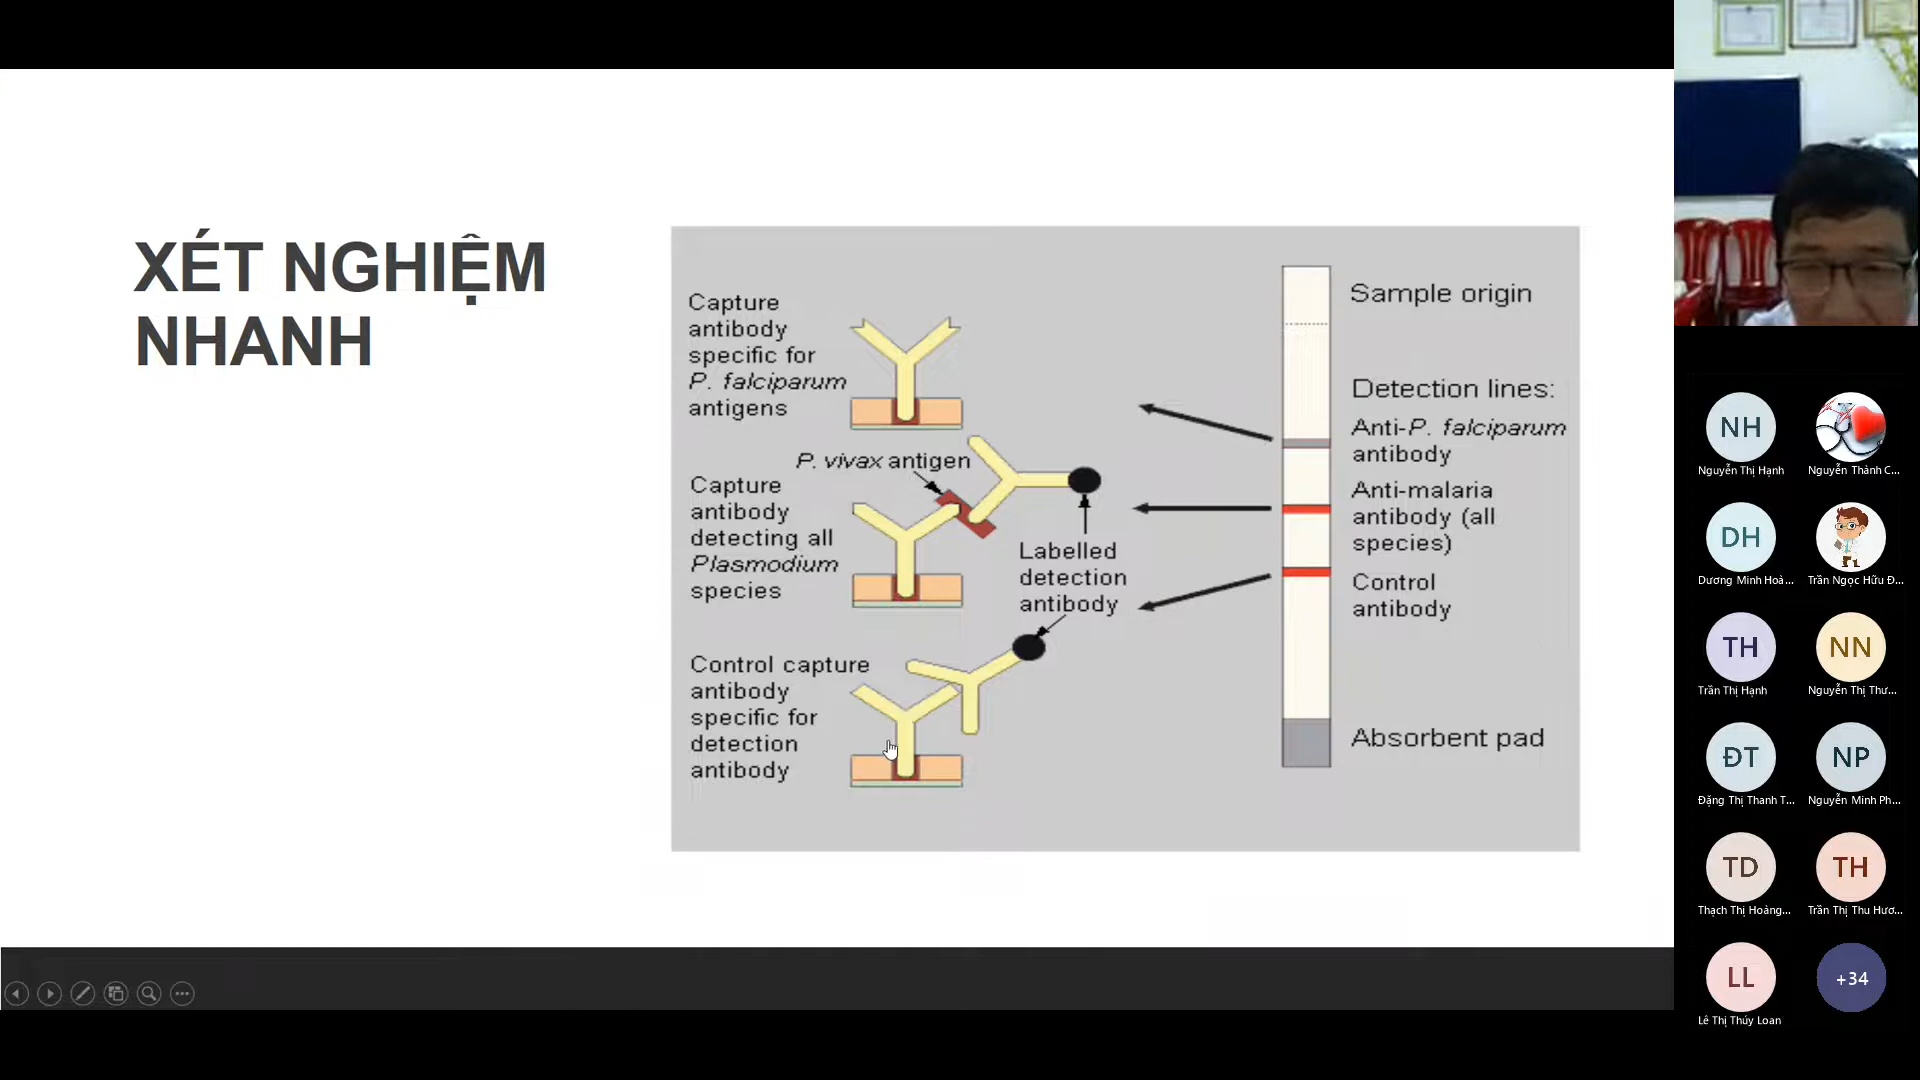 XÉT NGHIỆM
NHANH
Capture
antibody
specific for
P. falciparum
antigens
P. vivax antigen
Capture
antibody
detecting all
Plasmodium
species
Labelled
detection
antibody
Control capture
antibody
specific for
detection
antibody
Sample origin
Detection lines:
Anti-P. falciparum
antibody
Anti-malaria
antibody (all
species)
Control
antibody
Absorbent pad
NH
Nguyễn Thị Hạnh
Nguyễn Thành C...
DH
Dương Minh Hoà...
Trần Ngọc Hữu Đ...
TH
Trần Thị Hạnh
NN
Nguyễn Thị Thư...
ĐT
Đặng Thị Thanh T...
NP
Nguyễn Minh Ph...
TD
Thạch Thị Hoàng...
TH
Trần Thị Thu Hươ...
LL
Lê Thị Thúy Loan
+34